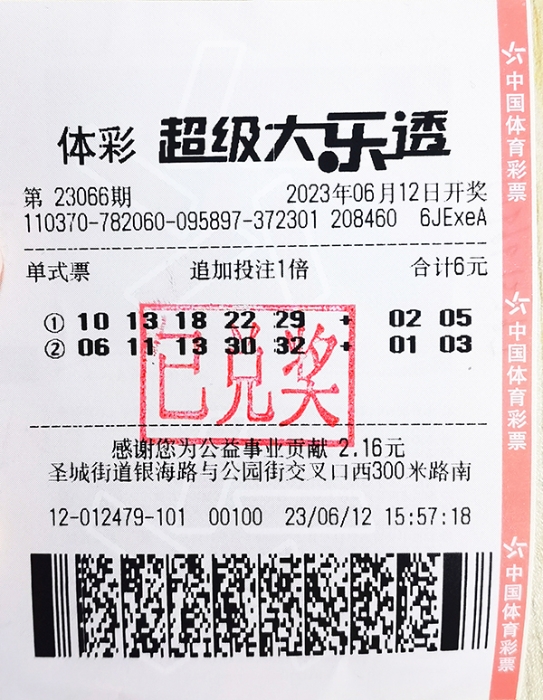 体彩 超级大乐透
第 23066期 2023年06月12日开奖
110370-782060-095897-372301 208460 6JExeA
单式票 追加投注1倍 合计6元
① 10 13 18 22 29 + 02 05
② 06 11 13 30 32 + 01 03
已兑奖
感谢您为公益事业贡献 2.16元
圣城街道银海路与公园街交叉口西300米路南
12-012479-101 00100 23/06/12 15:57:18
中国体育彩票
中国体育彩票
中国体育彩票